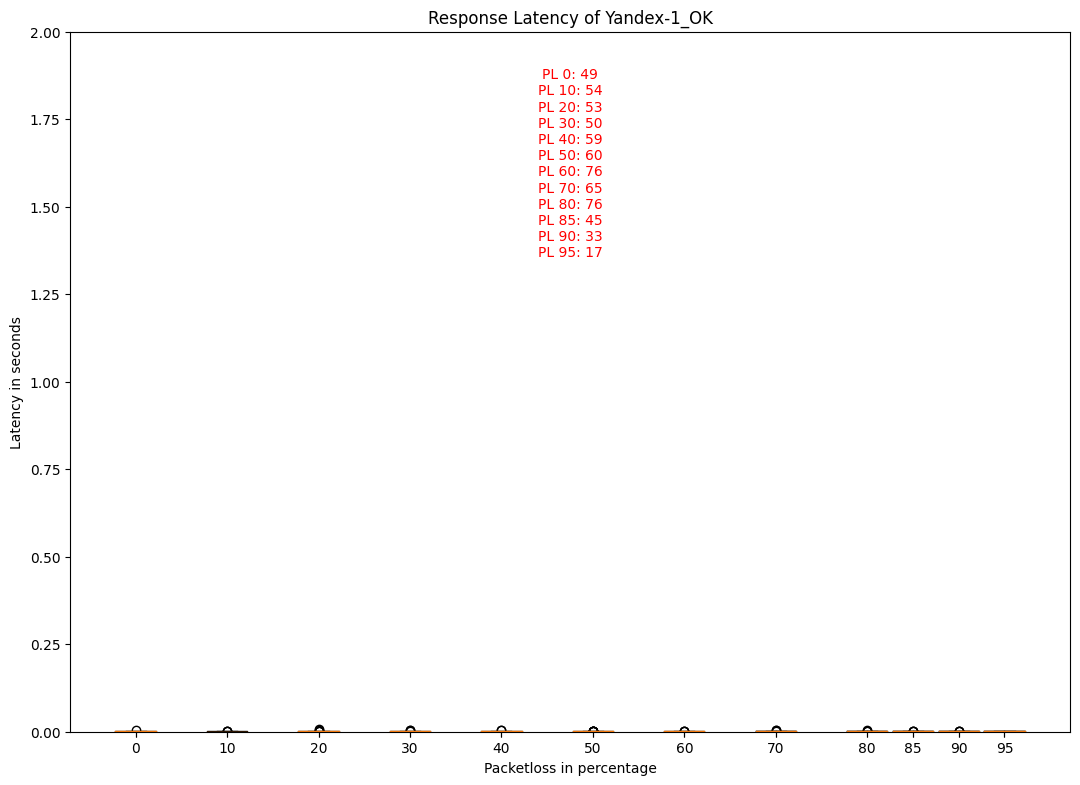 Response Latency of Yandex-1_OK
2.00
PL 0: 49
PL 10: 54
PL 20: 53
PL 30: 50
PL 40: 59
PL 50: 60
PL 60: 76
PL 70: 65
PL 80: 76
PL 85: 45
PL 90: 33
PL 95: 17
1.75
1.50
1.25
1.00
0.75
0.50
0.25
0.00
Latency in seconds
0 10 20 30 40 50 60 70 80 85 90 95
Packetloss in percentage